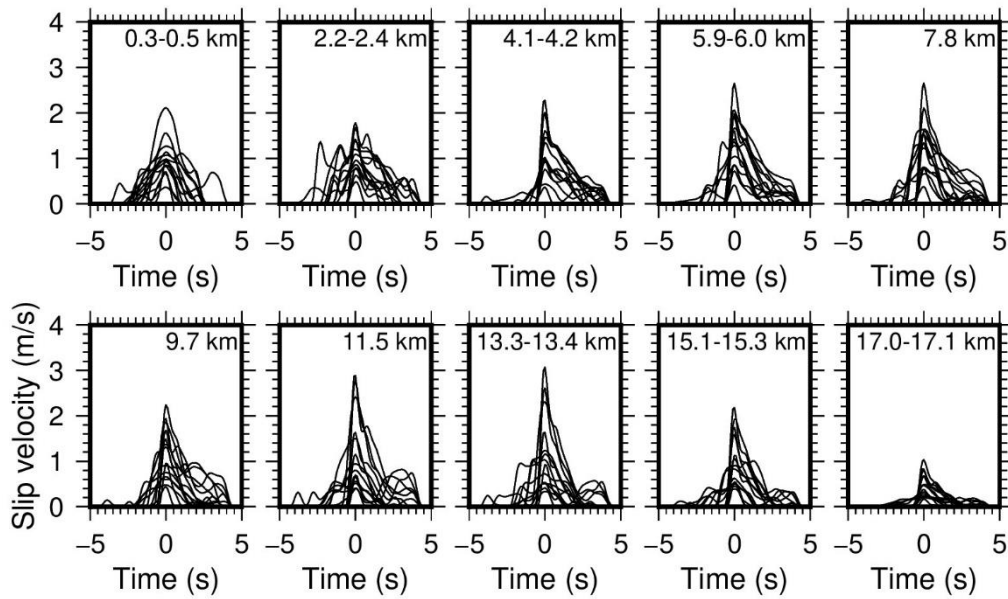 4
3
2
1
0
0.3-0.5 km
2.2-2.4 km
4.1-4.2 km
5.9-6.0 km
7.8 km
−5 0 5
−5 0 5
−5 0 5
−5 0 5
−5 0 5
Time (s)
Time (s)
Time (s)
Time (s)
Time (s)
Slip velocity (m/s)
4
3
2
1
0
9.7 km
11.5 km
13.3-13.4 km
15.1-15.3 km
17.0-17.1 km
−5 0 5
−5 0 5
−5 0 5
−5 0 5
−5 0 5
Time (s)
Time (s)
Time (s)
Time (s)
Time (s)